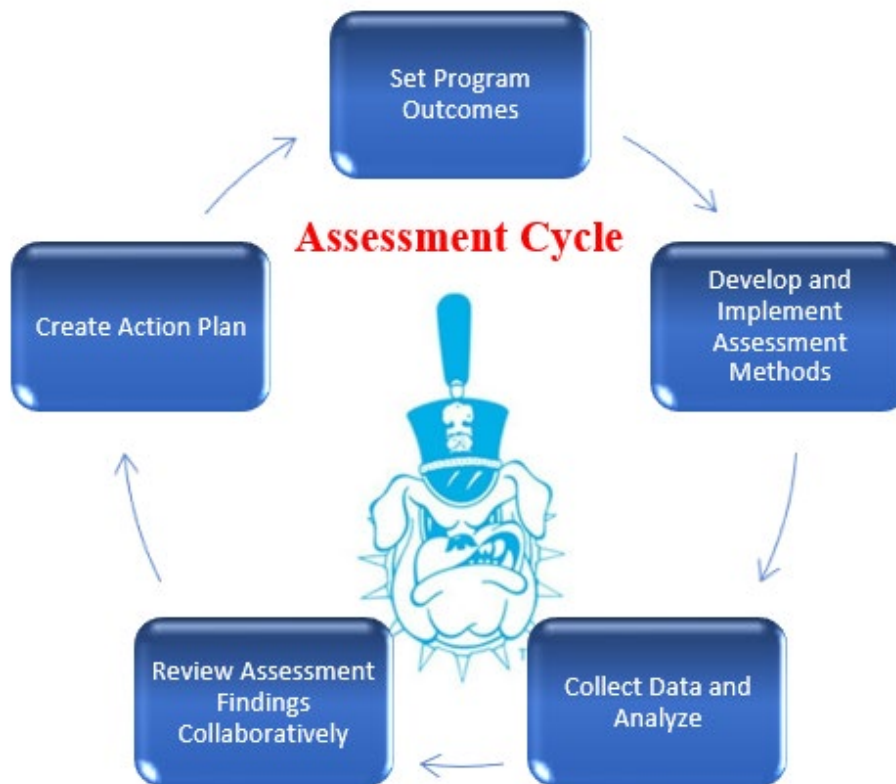 Set Program
Outcomes
Assessment Cycle
Develop and
Implement
Assessment
Methods
Collect Data and
Analyze
Review Assessment
Findings
Collaboratively
Create Action Plan